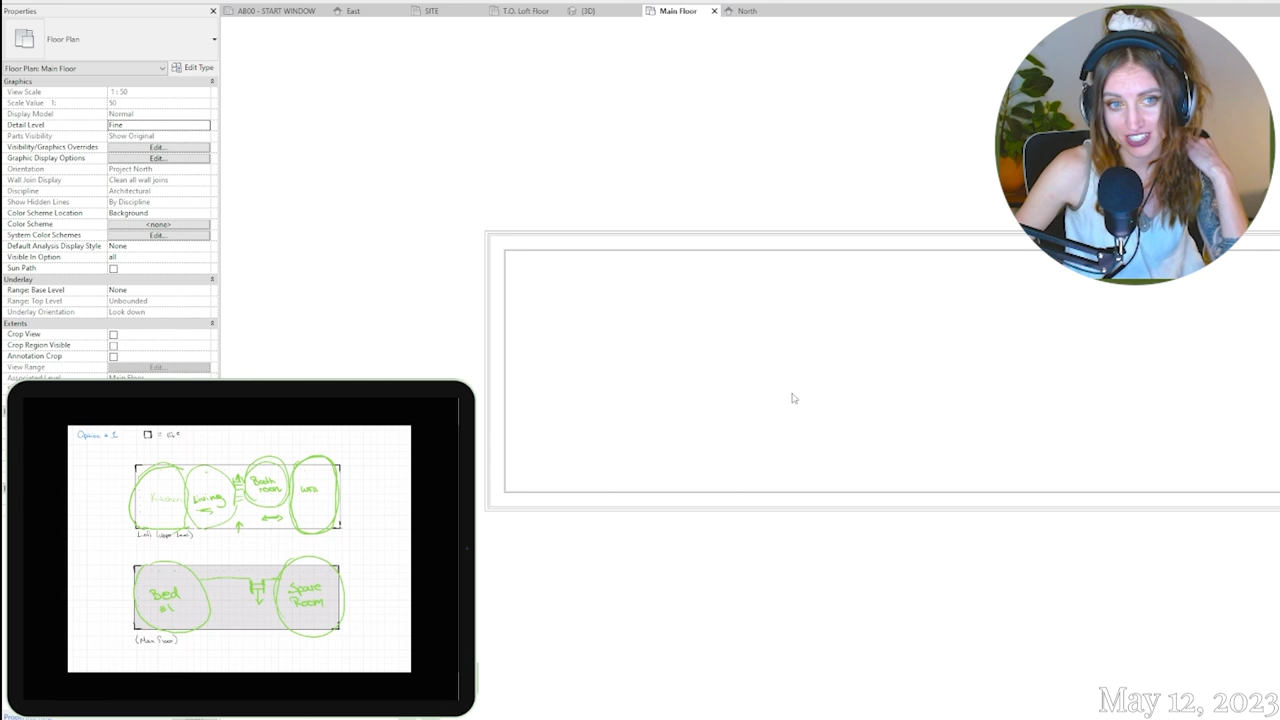 Properties
AB00 - START WINDOW
East
SITE
T.O. Loft Floor
{3D}
Main Floor
North
Floor Plan
Floor Plan: Main Floor
Edit Type
Graphics
View Scale 1 : 50
Scale Value 1: 50
Display Model Normal
Detail Level Fine
Parts Visibility Show Original
Visibility/Graphics Overrides Edit...
Graphic Display Options Edit...
Orientation Project North
Wall Join Display Clean all wall joins
Discipline Architectural
Show Hidden Lines By Discipline
Color Scheme Location Background
Color Scheme <none>
System Color Schemes Edit...
Default Analysis Display Style None
Visible In Option all
Sun Path
Underlay
Range: Base Level None
Range: Top Level Unbounded
Underlay Orientation Look down
Extents
Crop View
Crop Region Visible
Annotation Crop
View Range Edit...
Associated Level Main Floor
Kitchen
Living
Bath
room
Loft (upper level)
Bed
#1
Spare
Room
(Main Floor)
May 12, 2023